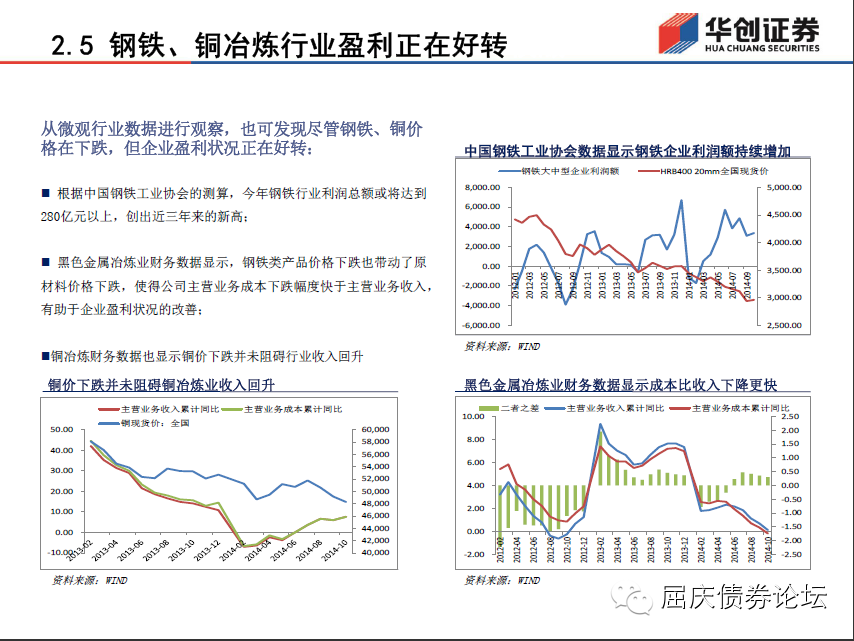 2.5 钢铁、铜冶炼行业盈利正在好转
华创证券
HUA CHUANG SECURITIES
从微观行业数据进行观察，也可发现尽管钢铁、铜价
格在下跌，但企业盈利状况正在好转：
■ 根据中国钢铁工业协会的测算，今年钢铁行业利润总额或将达到
280亿元以上，创出近三年来的新高；
■ 黑色金属冶炼业财务数据显示，钢铁类产品价格下跌也带动了原
材料价格下跌，使得公司主营业务成本下跌幅度快于主营业务收入，
有助于企业盈利状况的改善；
■铜冶炼财务数据也显示铜价下跌并未阻碍行业收入回升
中国钢铁工业协会数据显示钢铁企业利润额持续增加
钢铁大中型企业利润额 HRB400 20mm全国现货价
8,000.00 5,000.00
6,000.00 4,500.00
4,000.00 4,000.00
2,000.00
0.00 3,500.00
-2,000.00 3,000.00
-4,000.00
-6,000.00 2,500.00
2012-01 2012-03 2012-05 2012-07 2012-09 2012-11 2013-01 2013-03 2013-05 2013-07 2013-09 2013-11 2014-01 2014-03 2014-05 2014-07 2014-09
资料来源：WIND
铜价下跌并未阻碍铜冶炼业收入回升
主营业务收入累计同比 主营业务成本累计同比
铜现货价：全国
50.00 60,000
40.00 58,000
30.00 56,000
20.00 54,000
10.00 52,000
0.00 50,000
-10.00 48,000
46,000
44,000
42,000
40,000
2013-02 2013-04 2013-06 2013-08 2013-10 2013-12 2014-02 2014-04 2014-06 2014-08 2014-10
资料来源：WIND
黑色金属冶炼业财务数据显示成本比收入下降更快
二者之差 主营业务收入累计同比 主营业务成本累计同比
10.00 2.50
8.00 2.00
6.00 1.50
4.00 1.00
2.00 0.50
0.00 0.00
-2.00 -0.50
-1.00
-1.50
-2.00
-2.50
2012-02 2012-04 2012-06 2012-08 2012-10 2012-12 2013-02 2013-04 2013-06 2013-08 2013-10 2013-12 2014-02 2014-04 2014-06 2014-08 2014-10
资料来源：WIND
屈庆债券论坛